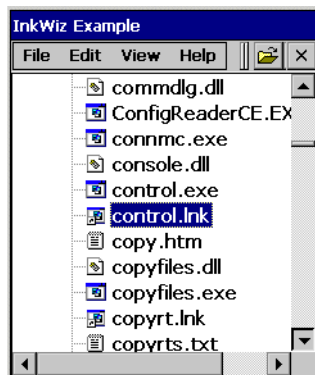 InkWiz Example
File Edit View Help
commdlg.dll
ConfigReaderCE.EX
connmc.exe
console.dll
control.exe
control.lnk
copy.htm
copyfiles.dll
copyfiles.exe
copyrt.lnk
copyrts.txt